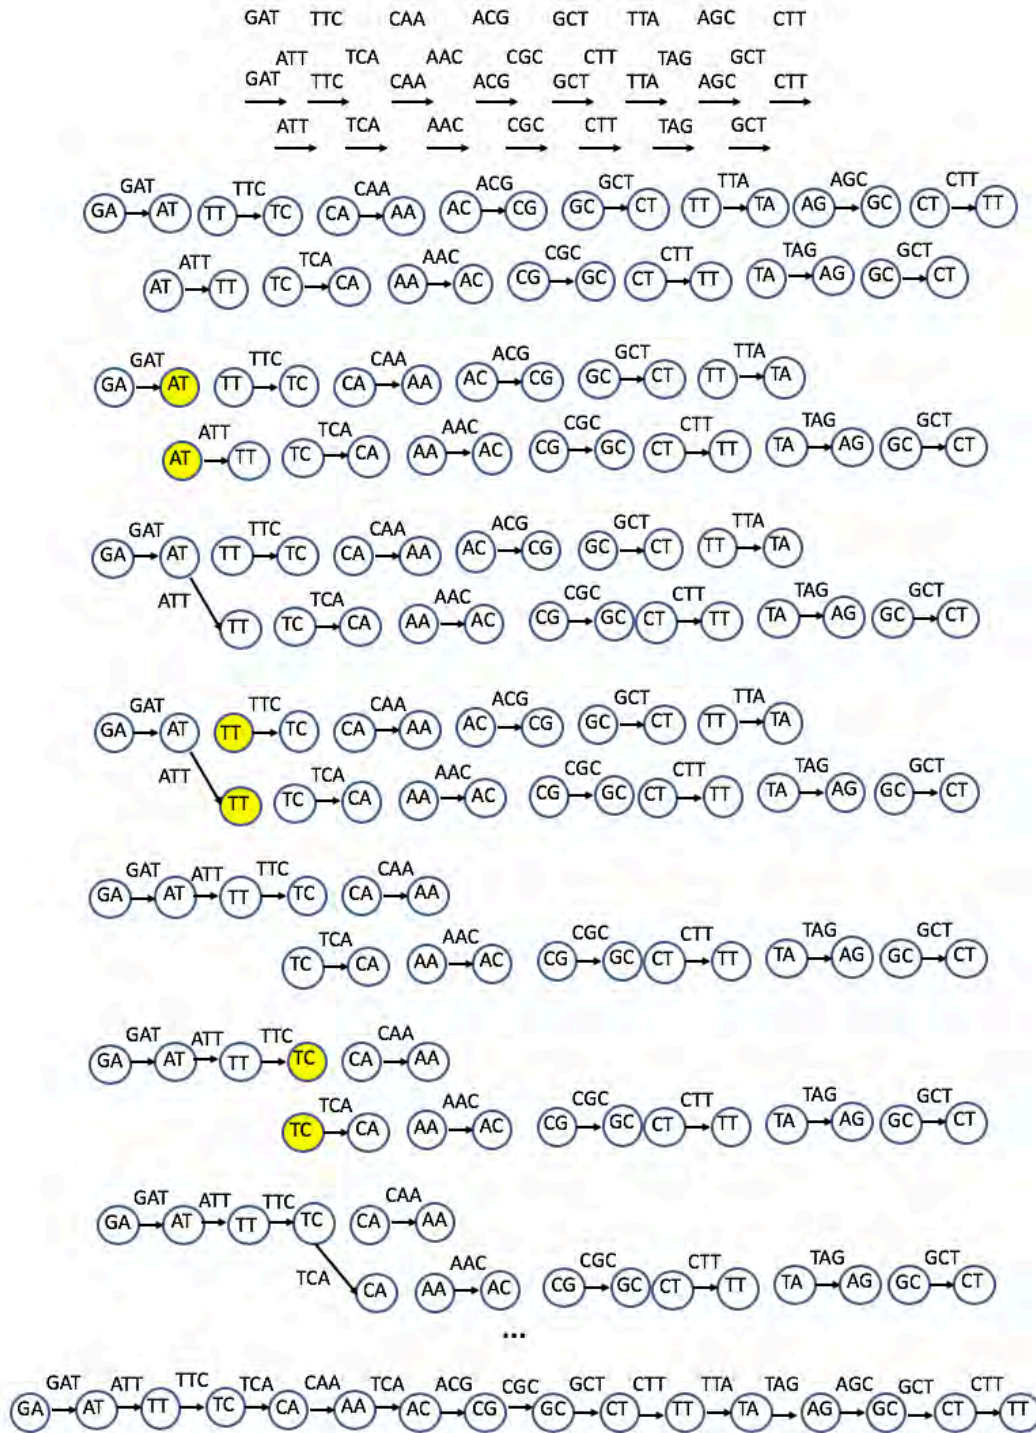 GAT TTC CAA ACG GCT TTA AGC CTT
ATT TCA AAC CGC CTT TAG GCT
GAT TTC CAA ACG GCT TTA AGC CTT
ATT TCA AAC CGC CTT TAG GCT
GAT TTC CAA ACG GCT TTA AGC CTT
GA AT TT TC CA AA AC CG GC CT TT TA AG GC CT TT
ATT TCA AAC CGC CTT TAG GCT
AT TT TC CA AA AC CG GC CT TT TA AG GC CT
GAT TTC CAA ACG GCT TTA
GA AT TT TC CA AA AC CG GC CT TT TA
ATT TCA AAC CGC CTT TAG GCT
AT TT TC CA AA AC CG GC CT TT TA AG GC CT
GAT TTC CAA ACG GCT TTA
GA AT TT TC CA AA AC CG GC CT TT TA
ATT TCA AAC CGC CTT TAG GCT
TT TC CA AA AC CG GC CT TT TA AG GC CT
GAT TTC CAA ACG GCT TTA
GA AT TT TC CA AA AC CG GC CT TT TA
ATT TCA AAC CGC CTT TAG GCT
TT TC CA AA AC CG GC CT TT TA AG GC CT
GAT ATT TTC CAA
GA AT TT TC CA AA
TCA AAC CGC CTT TAG GCT
TC CA AA AC CG GC CT TT TA AG GC CT
GAT ATT TTC CAA
GA AT TT TC CA AA
TCA AAC CGC CTT TAG GCT
TC CA AA AC CG GC CT TT TA AG GC CT
GAT ATT TTC CAA
GA AT TT TC CA AA
TCA AAC CGC CTT TAG GCT
CA AA AC CG GC CT TT TA AG GC CT
...
GAT ATT TTC TCA CAA TCA ACG CGC GCT CTT TTA TAG AGC GCT CTT
GA AT TT TC CA AA AC CG GC CT TT TA AG GC CT TT